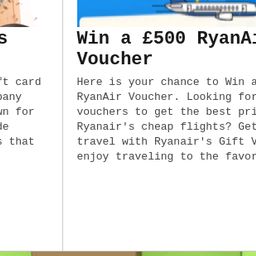 s
Win a £500 RyanAi
Voucher
ft card
pany
wn for
de
s that
Here is your chance to Win a
RyanAir Voucher. Looking for
vouchers to get the best pri
Ryanair's cheap flights? Get
travel with Ryanair's Gift V
enjoy traveling to the favor